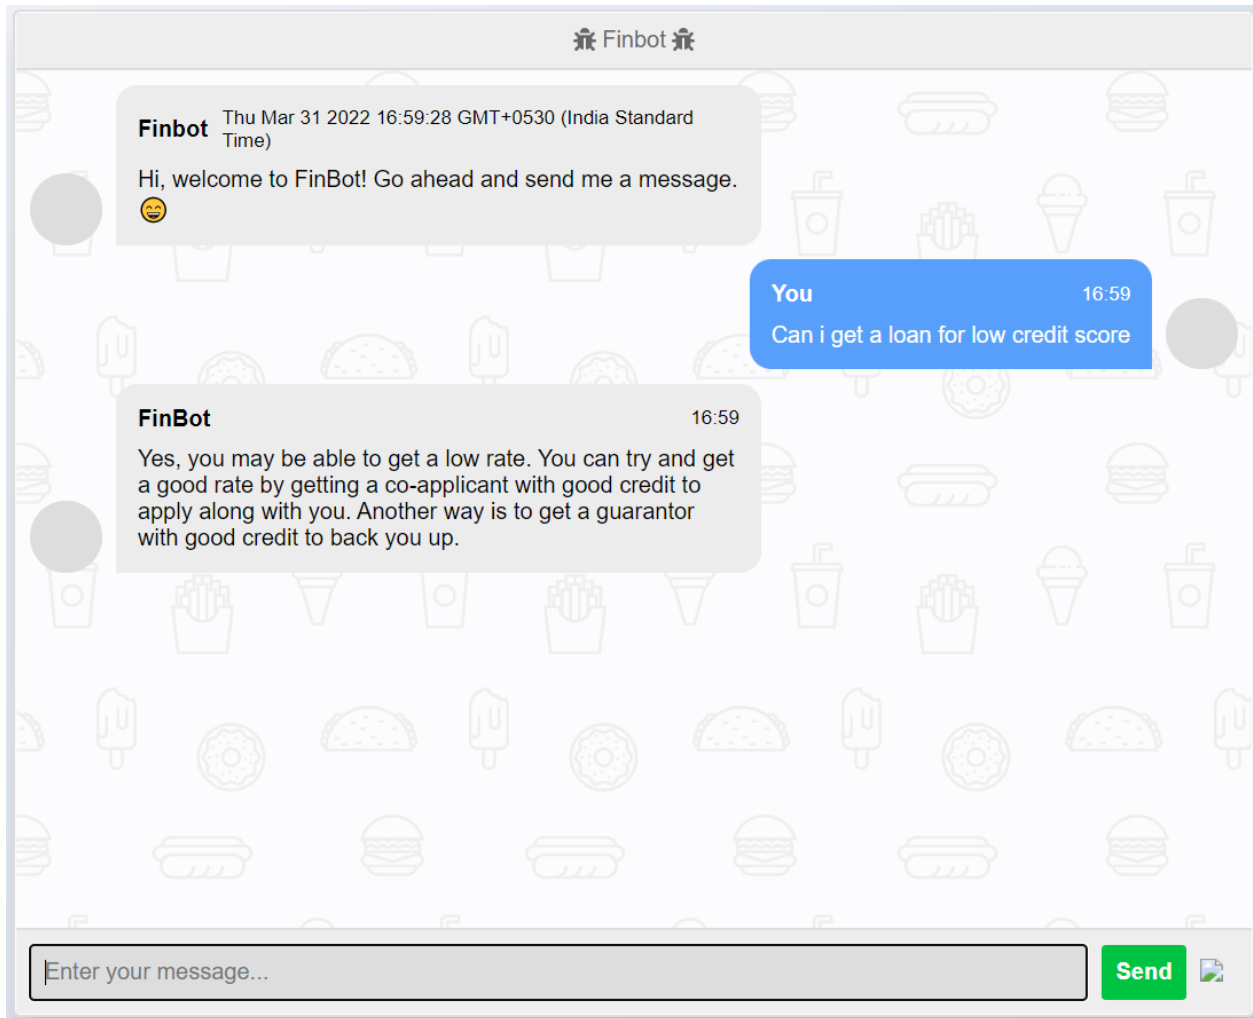 Finbot
Finbot Thu Mar 31 2022 16:59:28 GMT+0530 (India Standard
Time)
Hi, welcome to FinBot! Go ahead and send me a message.
😄
You 16:59
Can i get a loan for low credit score
FinBot 16:59
Yes, you may be able to get a low rate. You can try and get
a good rate by getting a co-applicant with good credit to
apply along with you. Another way is to get a guarantor
with good credit to back you up.
Enter your message... Send